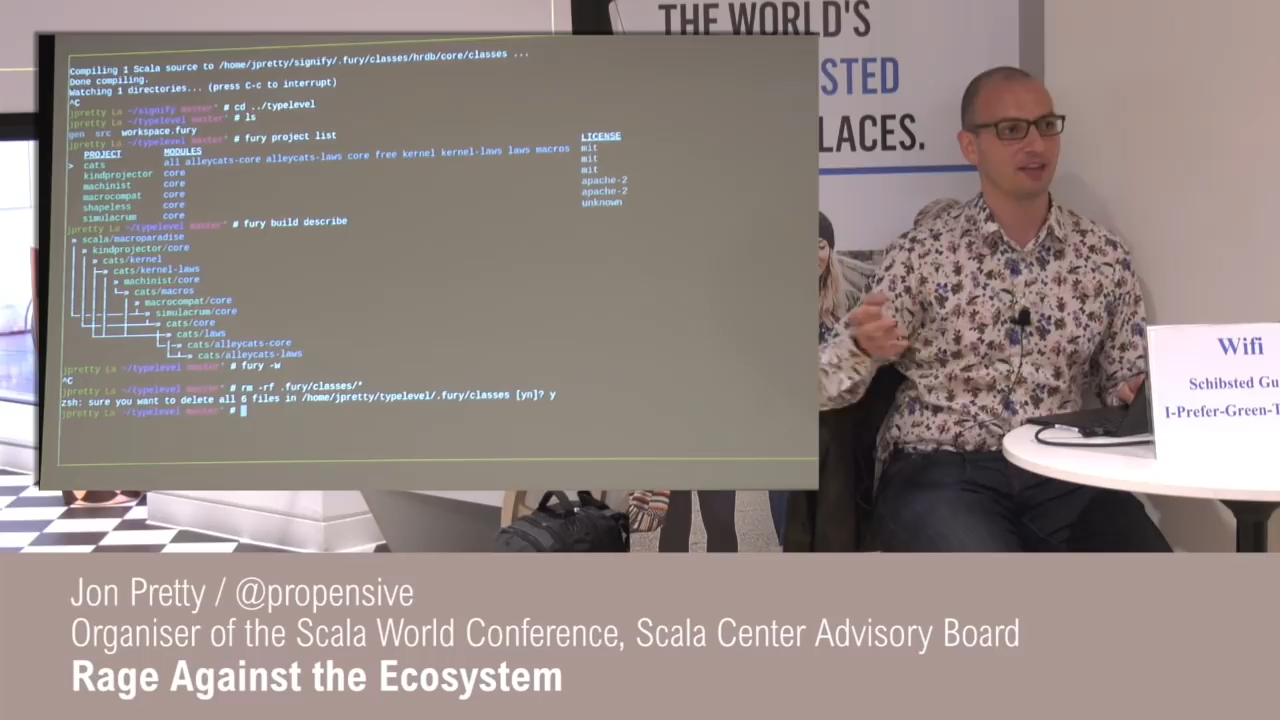 THE WORLD'S
STED
LACES.
Compiling 1 Scala source to /home/jpretty/signify/.fury/classes/hrdb/core/classes ...
Done compiling.
Watching 1 directories... (press C-c to interrupt)
^C
jpretty La ~/signify master* # cd ../typelevel
jpretty La ~/typelevel master* # ls
gen src workspace.fury
jpretty La ~/typelevel master* # fury project list
PROJECT MODULES LICENSE
> cats all alleycats-core alleycats-laws core free kernel kernel-laws laws macros mit
kindprojector core mit
machinist core mit
macrocompat core apache-2
shapeless core apache-2
simulacrum core unknown
jpretty La ~/typelevel master* # fury build describe
» scala/macroparadise
» kindprojector/core
» cats/kernel
» cats/kernel-laws
» machinist/core
» cats/macros
» macrocompat/core
» simulacrum/core
» cats/core
» cats/laws
» cats/alleycats-core
» cats/alleycats-laws
jpretty La ~/typelevel master* # fury -w
^C
jpretty La ~/typelevel master* # rm -rf .fury/classes/*
zsh: sure you want to delete all 6 files in /home/jpretty/typelevel/.fury/classes [yn]? y
jpretty La ~/typelevel master* #
Wifi
Schibsted Gu
I-Prefer-Green-T
Jon Pretty / @propensive
Organiser of the Scala World Conference, Scala Center Advisory Board
Rage Against the Ecosystem